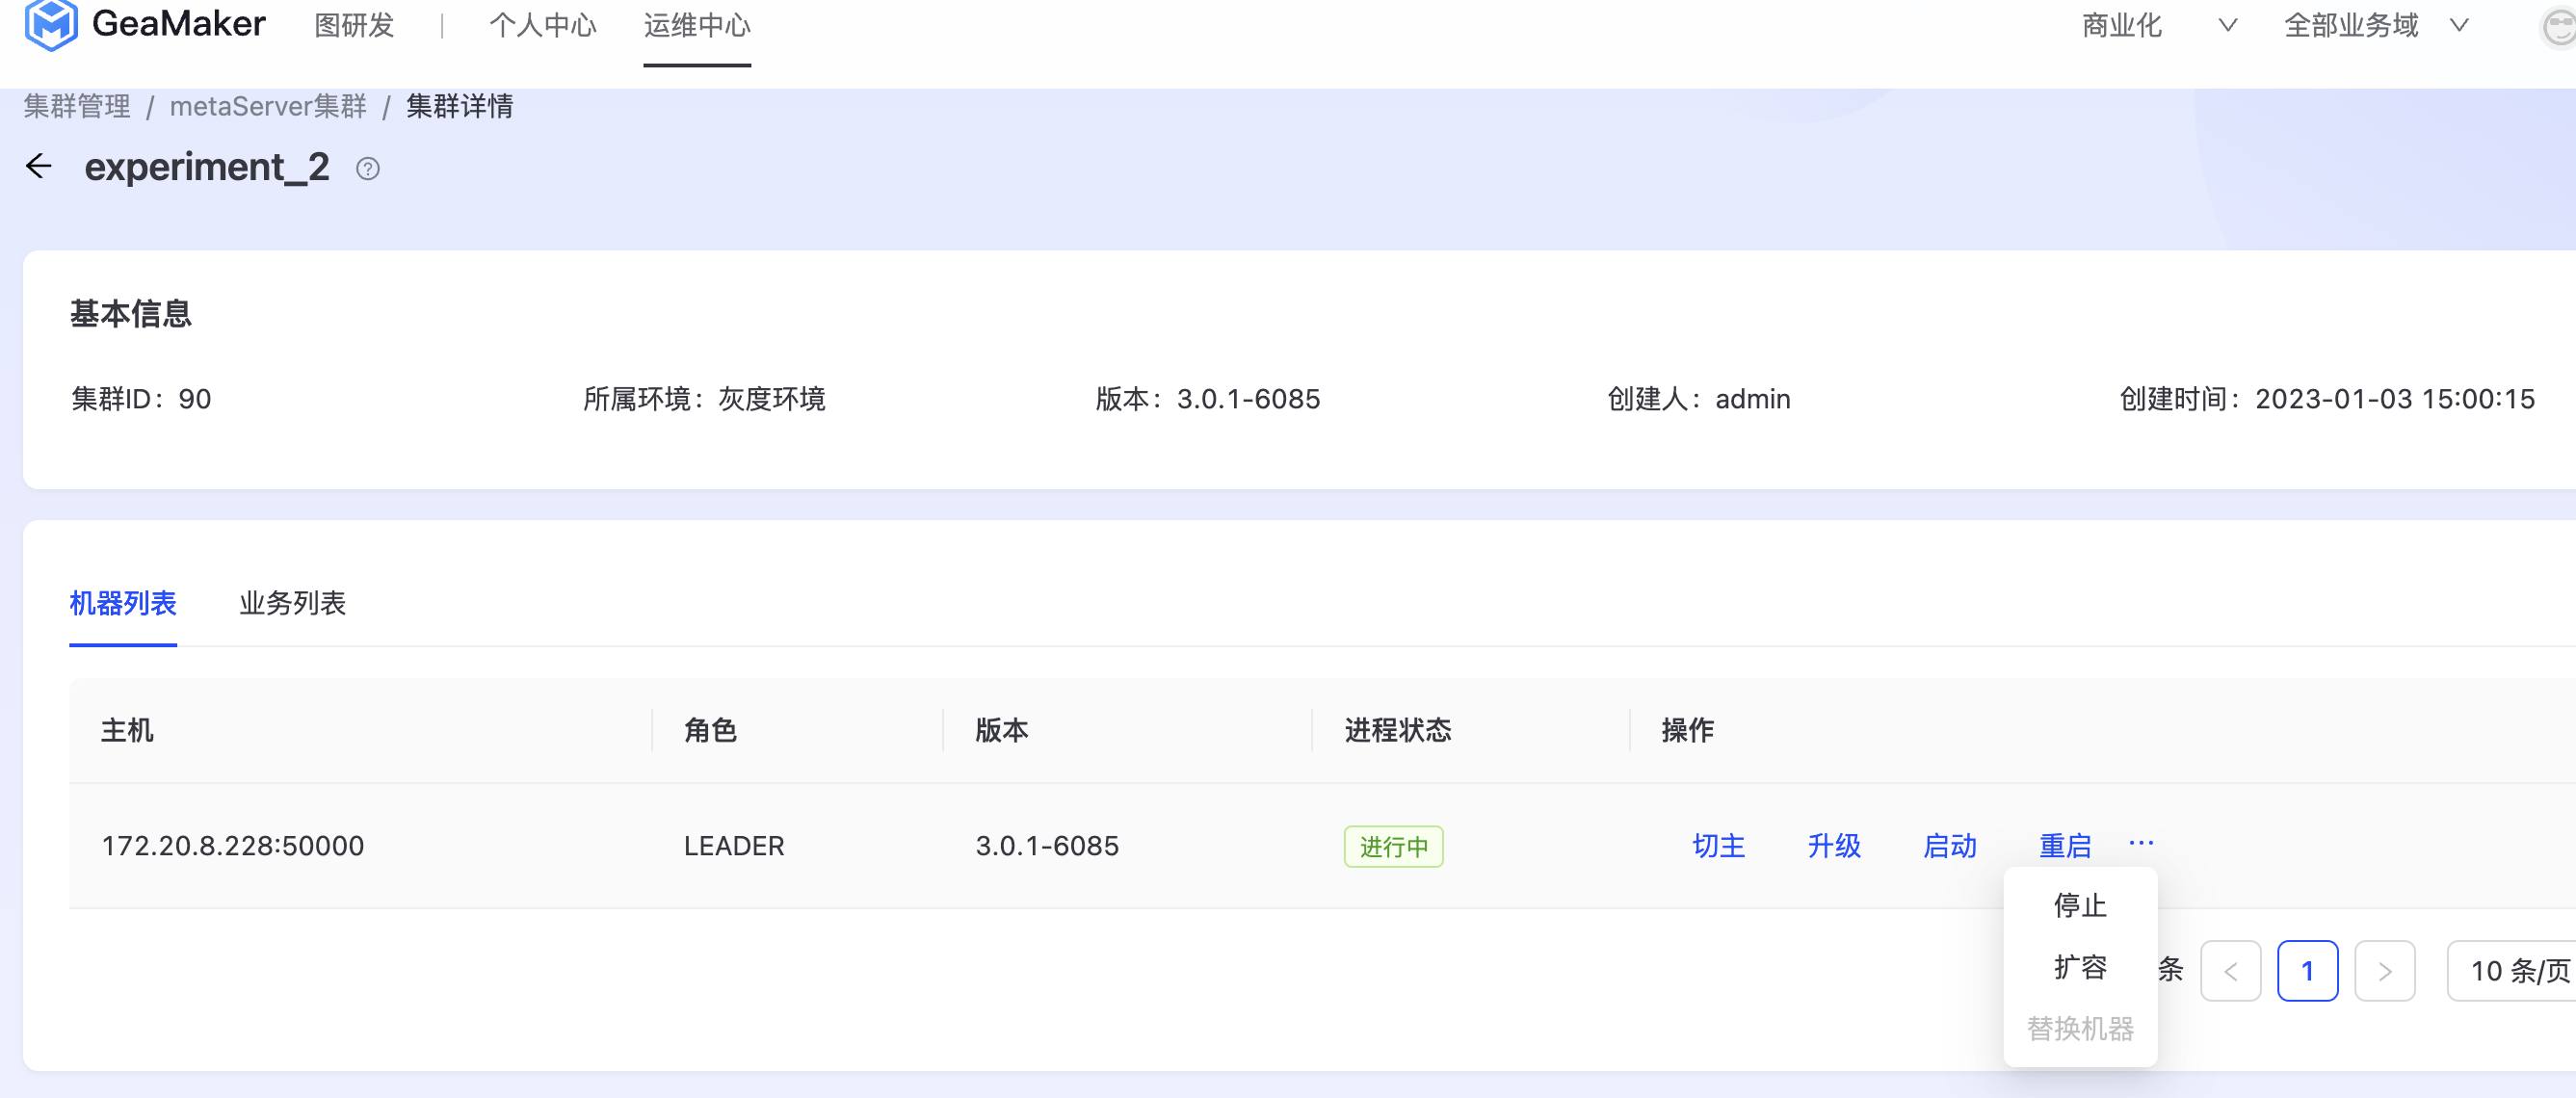 GeaMaker 图研发 | 个人中心 运维中心 商业化 全部业务域
集群管理 / metaServer集群 / 集群详情
experiment_2
基本信息
集群ID：90 所属环境：灰度环境 版本：3.0.1-6085 创建人：admin 创建时间：2023-01-03 15:00:15
机器列表 业务列表
主机 角色 版本 进程状态 操作
172.20.8.228:50000 LEADER 3.0.1-6085 进行中 切主 升级 启动 重启 ···
停止
扩容
替换机器
条 < 1 > 10 条/页